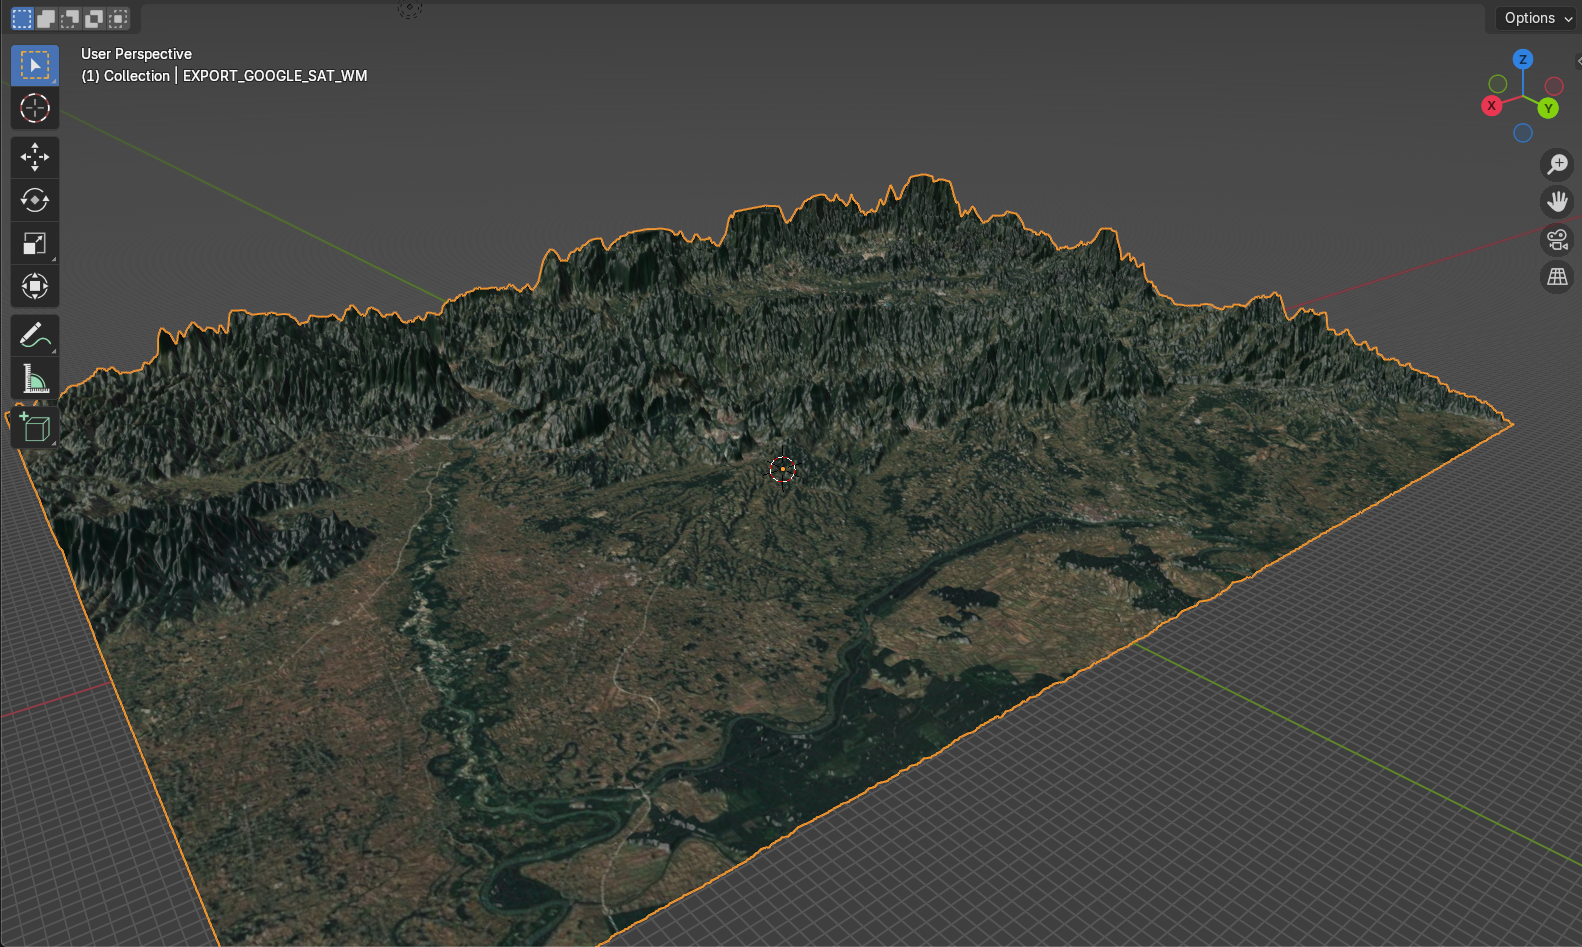 Options
User Perspective
(1) Collection | EXPORT_GOOGLE_SAT_WM
Z
X
Y